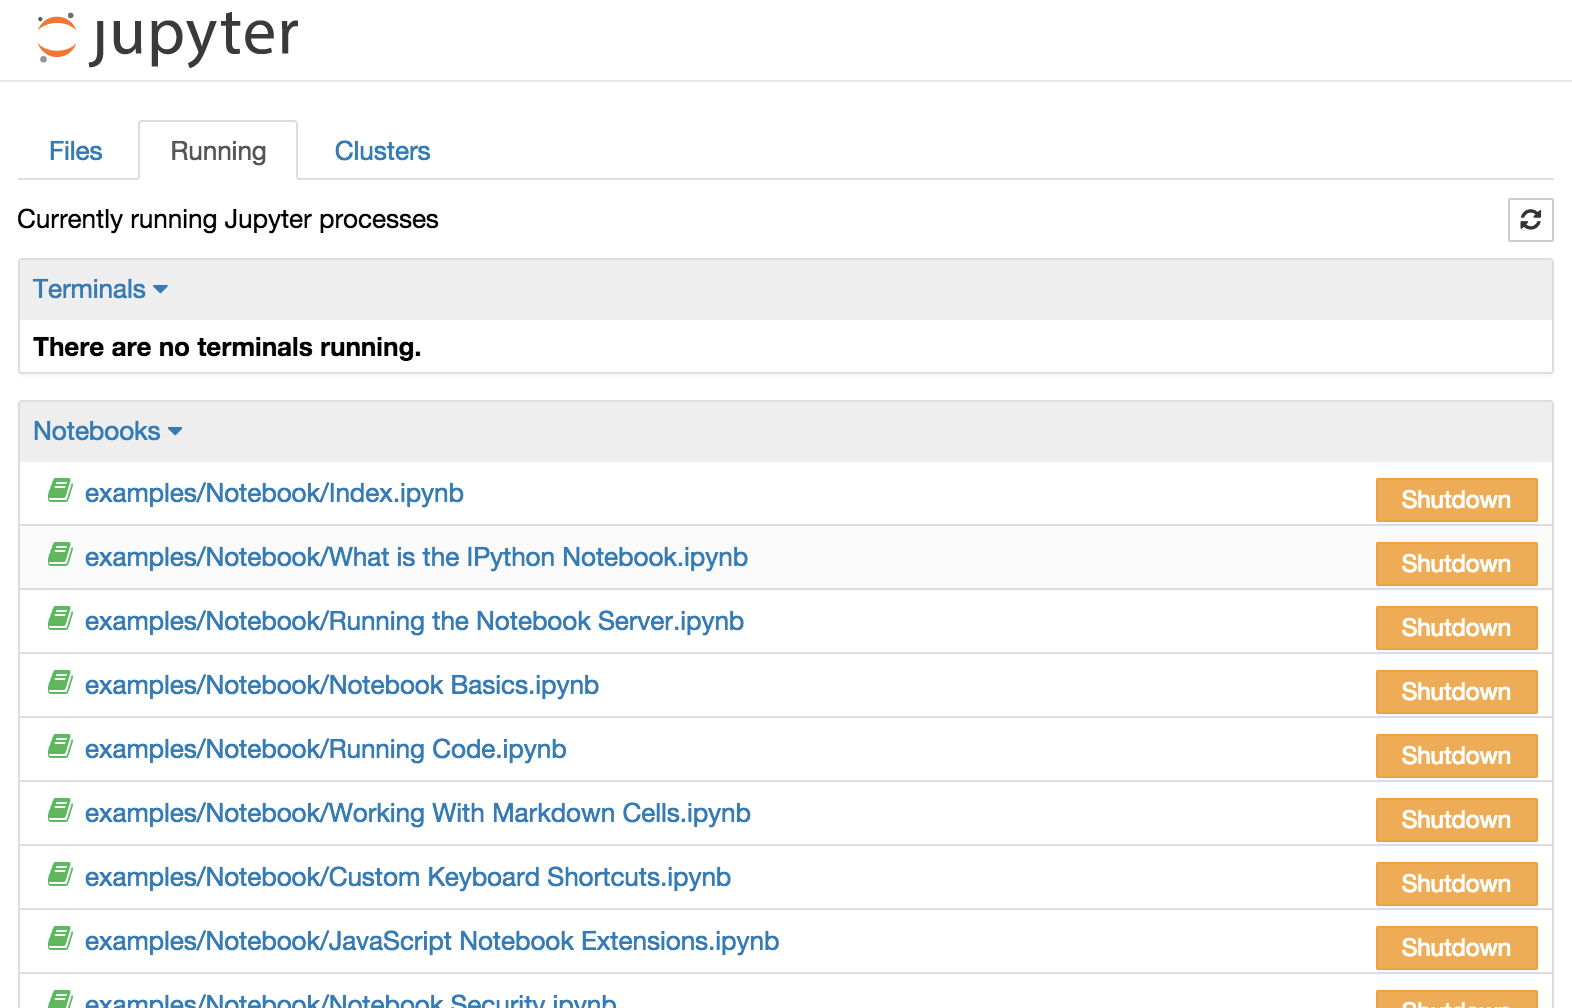 jupyter
Files Running Clusters
Currently running Jupyter processes
Terminals
There are no terminals running.
Notebooks
examples/Notebook/Index.ipynb Shutdown
examples/Notebook/What is the IPython Notebook.ipynb Shutdown
examples/Notebook/Running the Notebook Server.ipynb Shutdown
examples/Notebook/Notebook Basics.ipynb Shutdown
examples/Notebook/Running Code.ipynb Shutdown
examples/Notebook/Working With Markdown Cells.ipynb Shutdown
examples/Notebook/Custom Keyboard Shortcuts.ipynb Shutdown
examples/Notebook/JavaScript Notebook Extensions.ipynb Shutdown
examples/Notebook/Notebook Security.ipynb Shutdown